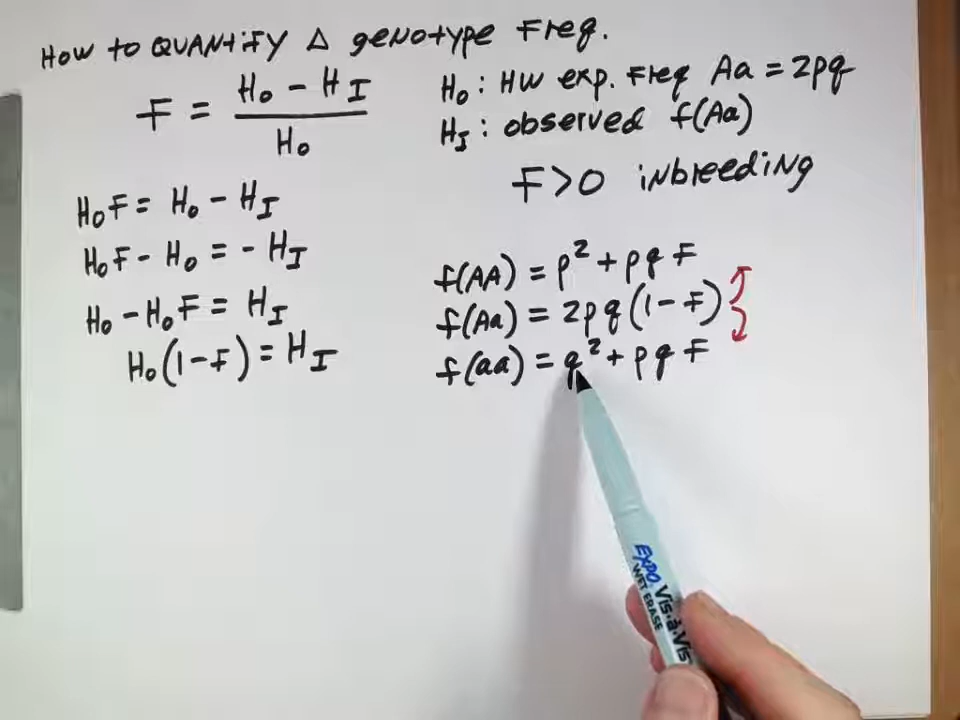 How to QUANtify Δ genotype Freq.
F = (H₀ - H_I) / H₀
H₀F = H₀ - H_I
H₀F - H₀ = - H_I
H₀ - H₀F = H_I
H₀(1-F) = H_I
H₀ : HW exp. Freq Aa = 2pq
H_I : observed f(Aa)
F > 0 inbreeding
f(AA) = p² + pqF
f(Aa) = 2pq(1-F)
f(aa) = q² + pqF
EXPO Vis·à·Vis
WET ERASE